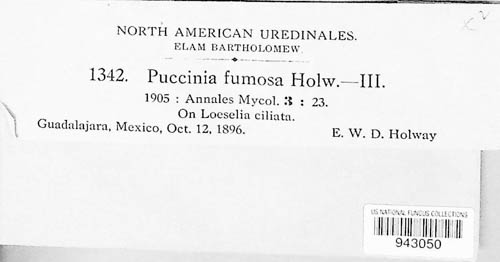 NORTH AMERICAN UREDINALES.
ELAM BARTHOLOMEW.
1342. Puccinia fumosa Holw.—III.
1905 : Annales Mycol. 3 : 23.
On Loeselia ciliata.
Guadalajara, Mexico, Oct. 12, 1896. E. W. D. Holway
US NATIONAL FUNGUS COLLECTIONS
943050